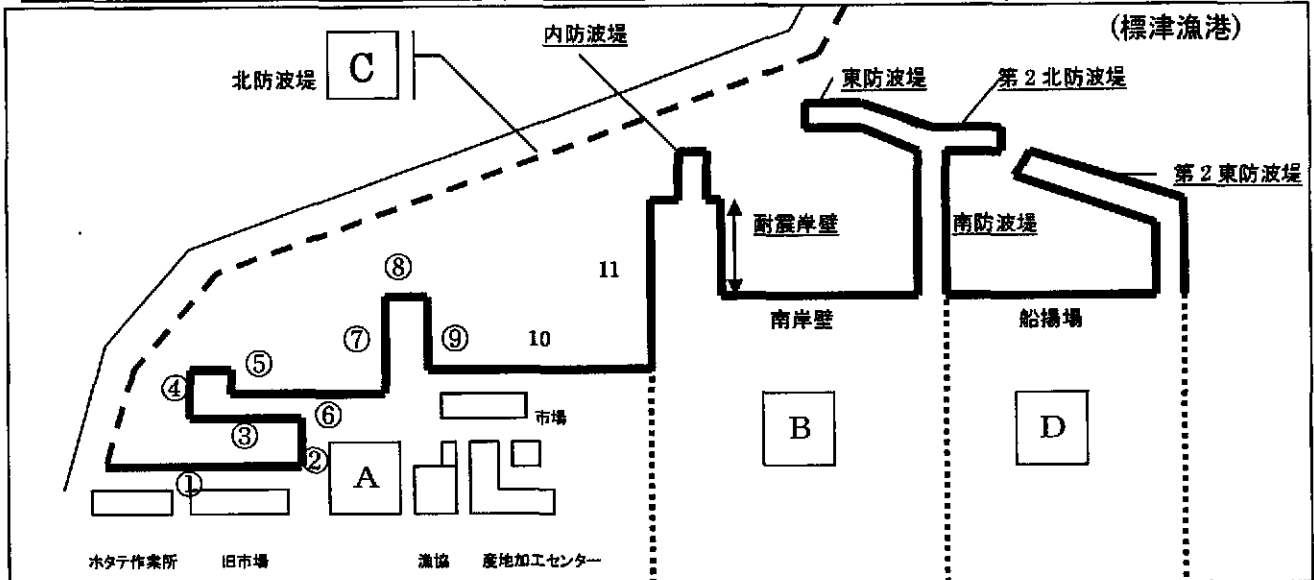 (標津漁港)
内防波堤
北防波堤 C
東防波堤
第2北防波堤
第2東防波堤
耐震岸壁
南防波堤
⑧
11
南岸壁
船揚場
⑦
⑨
10
⑤
④
⑥
市場
③
②
①
A
B
D
ホタテ作業所
旧市場
漁協
産地加工センター